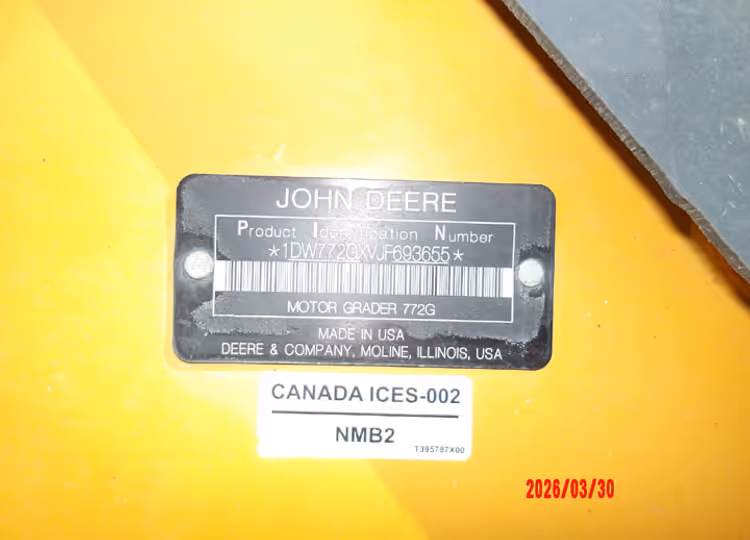 JOHN DEERE
Product Identification Number
*1DW772GXVJF693655*
MOTOR GRADER 772G
MADE IN USA
DEERE & COMPANY, MOLINE, ILLINOIS, USA
CANADA ICES-002
NMB2
T395787X00
2026/03/30